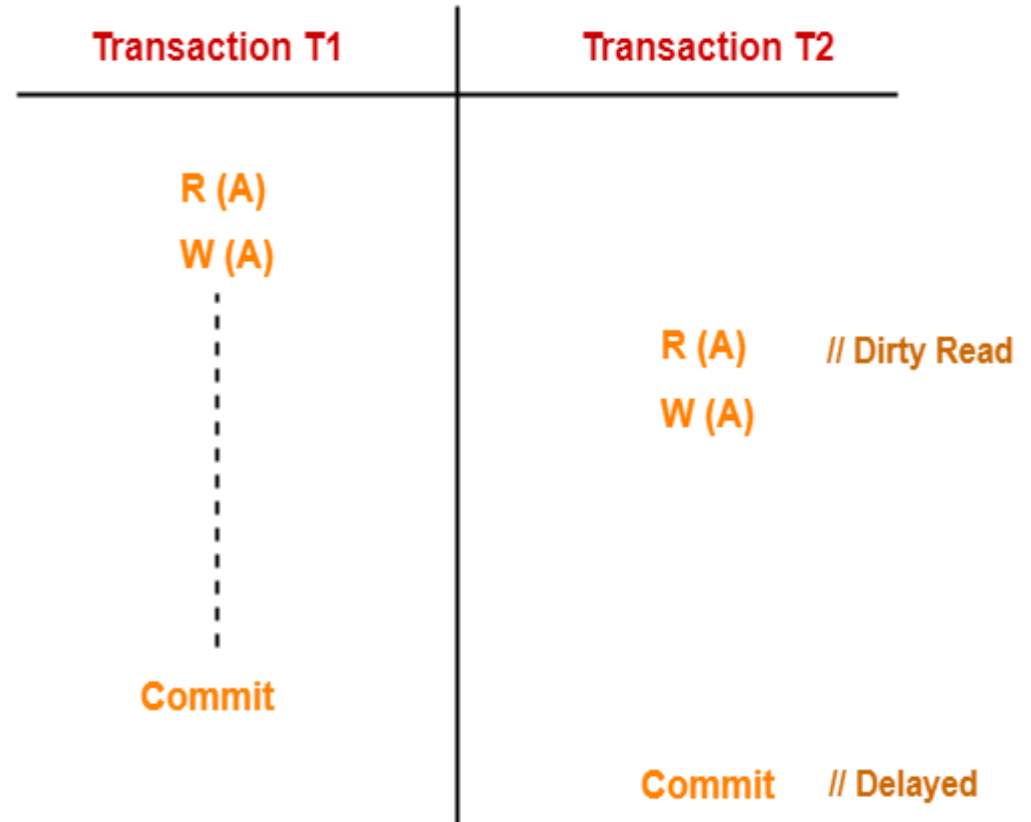 Transaction T1 Transaction T2
R (A)
W (A)
R (A) // Dirty Read
W (A)
Commit
Commit // Delayed